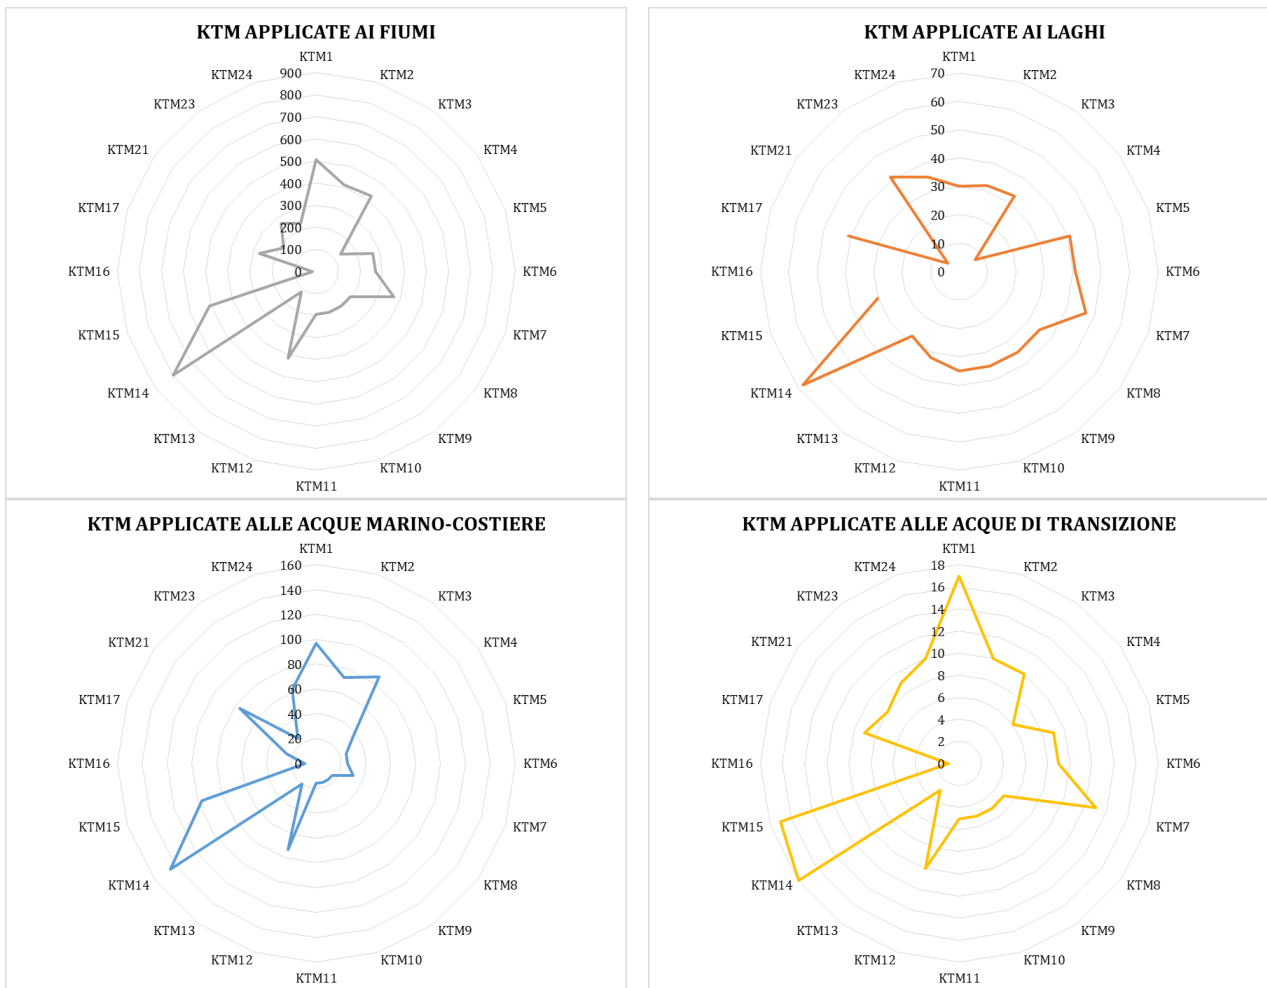 KTM APPLICATE AI FIUMI
KTM1
KTM2
KTM3
KTM4
KTM5
KTM6
KTM7
KTM8
KTM9
KTM10
KTM11
KTM12
KTM13
KTM14
KTM15
KTM16
KTM17
KTM21
KTM23
KTM24
900
800
700
600
500
400
300
200
100
0
KTM APPLICATE AI LAGHI
KTM1
KTM2
KTM3
KTM4
KTM5
KTM6
KTM7
KTM8
KTM9
KTM10
KTM11
KTM12
KTM13
KTM14
KTM15
KTM16
KTM17
KTM21
KTM23
KTM24
70
60
50
40
30
20
10
0
KTM APPLICATE ALLE ACQUE MARINO-COSTIERE
KTM1
KTM2
KTM3
KTM4
KTM5
KTM6
KTM7
KTM8
KTM9
KTM10
KTM11
KTM12
KTM13
KTM14
KTM15
KTM16
KTM17
KTM21
KTM23
KTM24
160
140
120
100
80
60
40
20
0
KTM APPLICATE ALLE ACQUE DI TRANSIZIONE
KTM1
KTM2
KTM3
KTM4
KTM5
KTM6
KTM7
KTM8
KTM9
KTM10
KTM11
KTM12
KTM13
KTM14
KTM15
KTM16
KTM17
KTM21
KTM23
KTM24
18
16
14
12
10
8
6
4
2
0